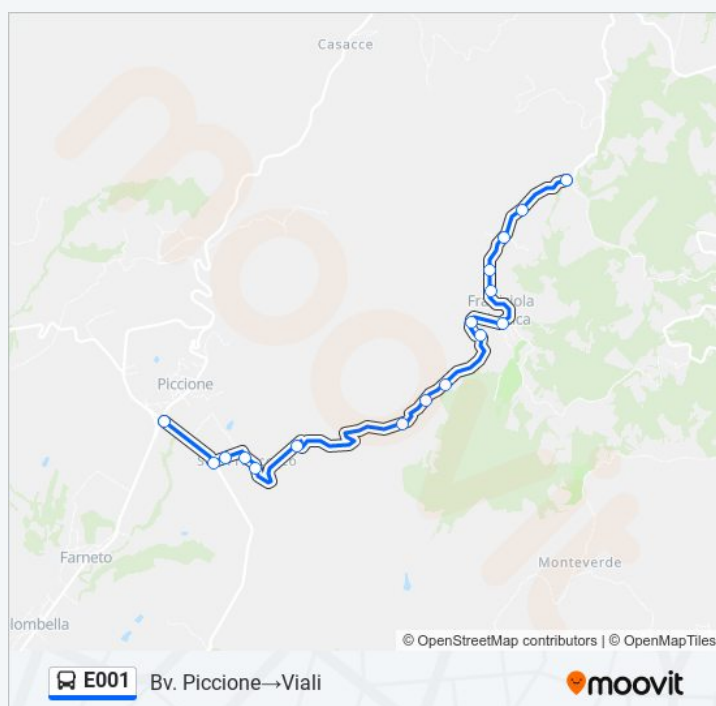 Casacce
Piccione
Farneto
lombella
Monteverde
© OpenStreetMap contributors | © OpenMapTiles
E001 Bv. Piccione→Viali
moovit